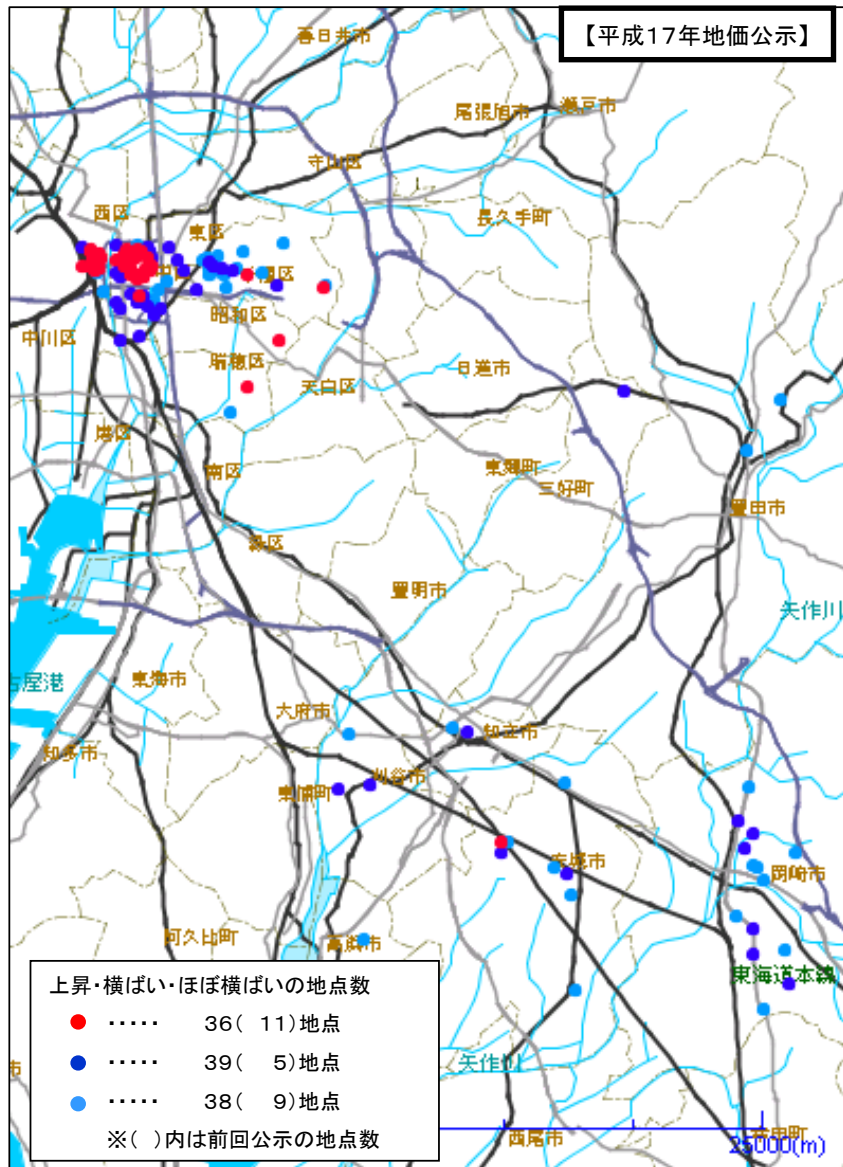 【平成17年地価公示】
春日井市
尾張旭市
瀬戸市
守山区
西区
長久手町
東区
昭和区
中川区
瑞穂区
日進市
天白区
港区
東郷町
南区
三好町
豊田市
緑区
豊明市
矢作川
古屋港
東海市
大府市
知立市
知多市
刈谷市
東浦町
安城市
岡崎市
阿久比町
高浜市
東海道本線
上昇・横ばい・ほぼ横ばいの地点数
・・・・・ 36( 11)地点
・・・・・ 39( 5)地点
・・・・・ 38( 9)地点
※( )内は前回公示の地点数
市
矢作川
西尾市
幸田町
25000(m)